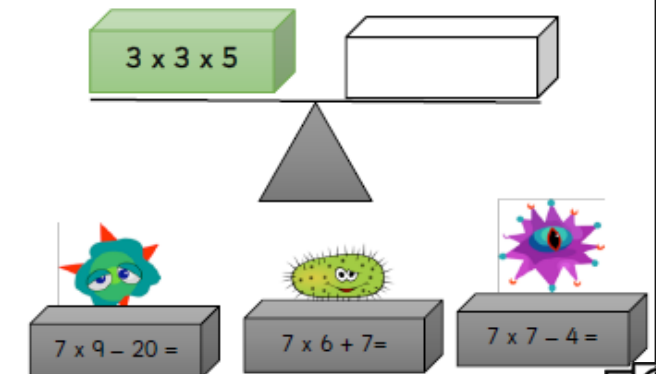 3 x 3 x 5
7 x 9 – 20 =
7 x 6 + 7=
7 x 7 – 4 =